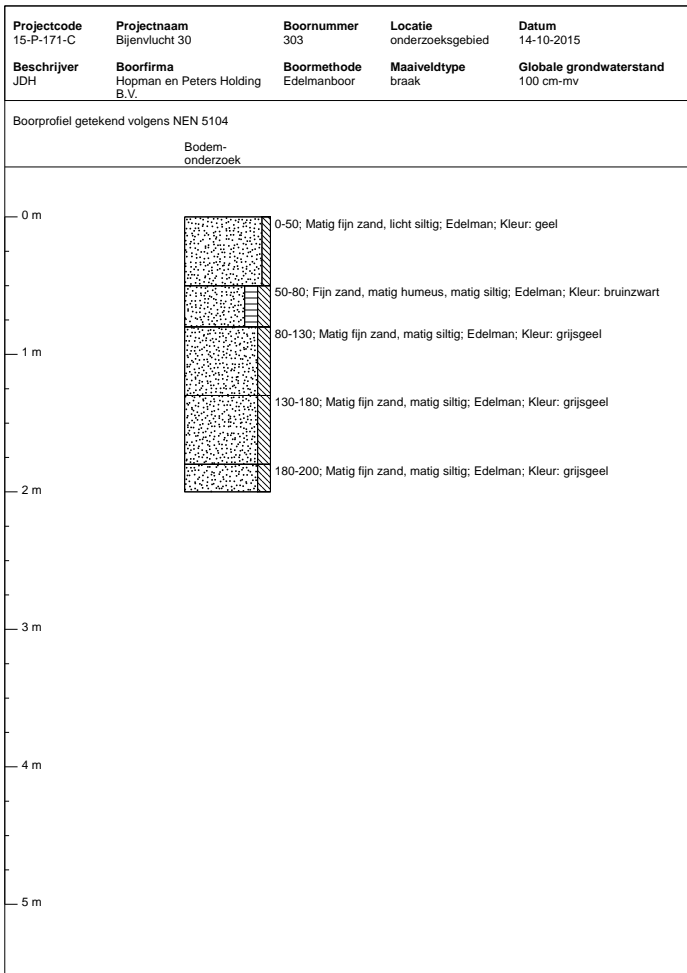 Projectcode Projectnaam Boornummer Locatie Datum
15-P-171-C Bijenvlucht 30 303 onderzoeksgebied 14-10-2015
Beschrijver Boorfirma Boormethode Maaiveldtype Globale grondwaterstand
JDH Hopman en Peters Holding Edelmanboor braak 100 cm-mv
B.V.
Boorprofiel getekend volgens NEN 5104
Bodem-
onderzoek
0 m
0-50; Matig fijn zand, licht siltig; Edelman; Kleur: geel
50-80; Fijn zand, matig humeus, matig siltig; Edelman; Kleur: bruinzwart
80-130; Matig fijn zand, matig siltig; Edelman; Kleur: grijsgeel
1 m
130-180; Matig fijn zand, matig siltig; Edelman; Kleur: grijsgeel
180-200; Matig fijn zand, matig siltig; Edelman; Kleur: grijsgeel
2 m
3 m
4 m
5 m